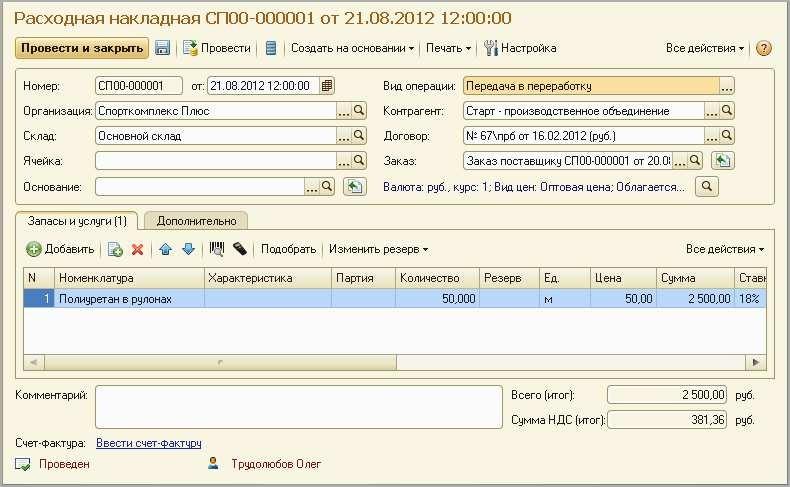 Расходная накладная СП00-000001 от 21.08.2012 12:00:00
Провести и закрыть Провести Создать на основании Печать Настройка Все действия ?
Номер: СП00-000001 от: 21.08.2012 12:00:00 Вид операции: Передача в переработку ...
Организация: Спорткомплекс Плюс ... Контрагент: Старт - производственное объединение ...
Склад: Основной склад ... Договор: № 67\прб от 16.02.2012 (руб.) ...
Ячейка: ... Заказ: Заказ поставщику СП00-000001 от 20.0 ...
Основание: ... Валюта: руб., курс: 1; Вид цен: Оптовая цена; Облагается...
Запасы и услуги (1) Дополнительно
Добавить Подобрать Изменить резерв Все действия
N Номенклатура Характеристика Партия Количество Резерв Ед. Цена Сумма Ставк
1 Полиуретан в рулонах 50,000 м 50,00 2 500,00 18%
Комментарий: Всего (итог): 2 500,00 руб.
Сумма НДС (итог): 381,36 руб.
Счет-фактура: Ввести счет-фактуру
Проведен Трудолюбов Олег